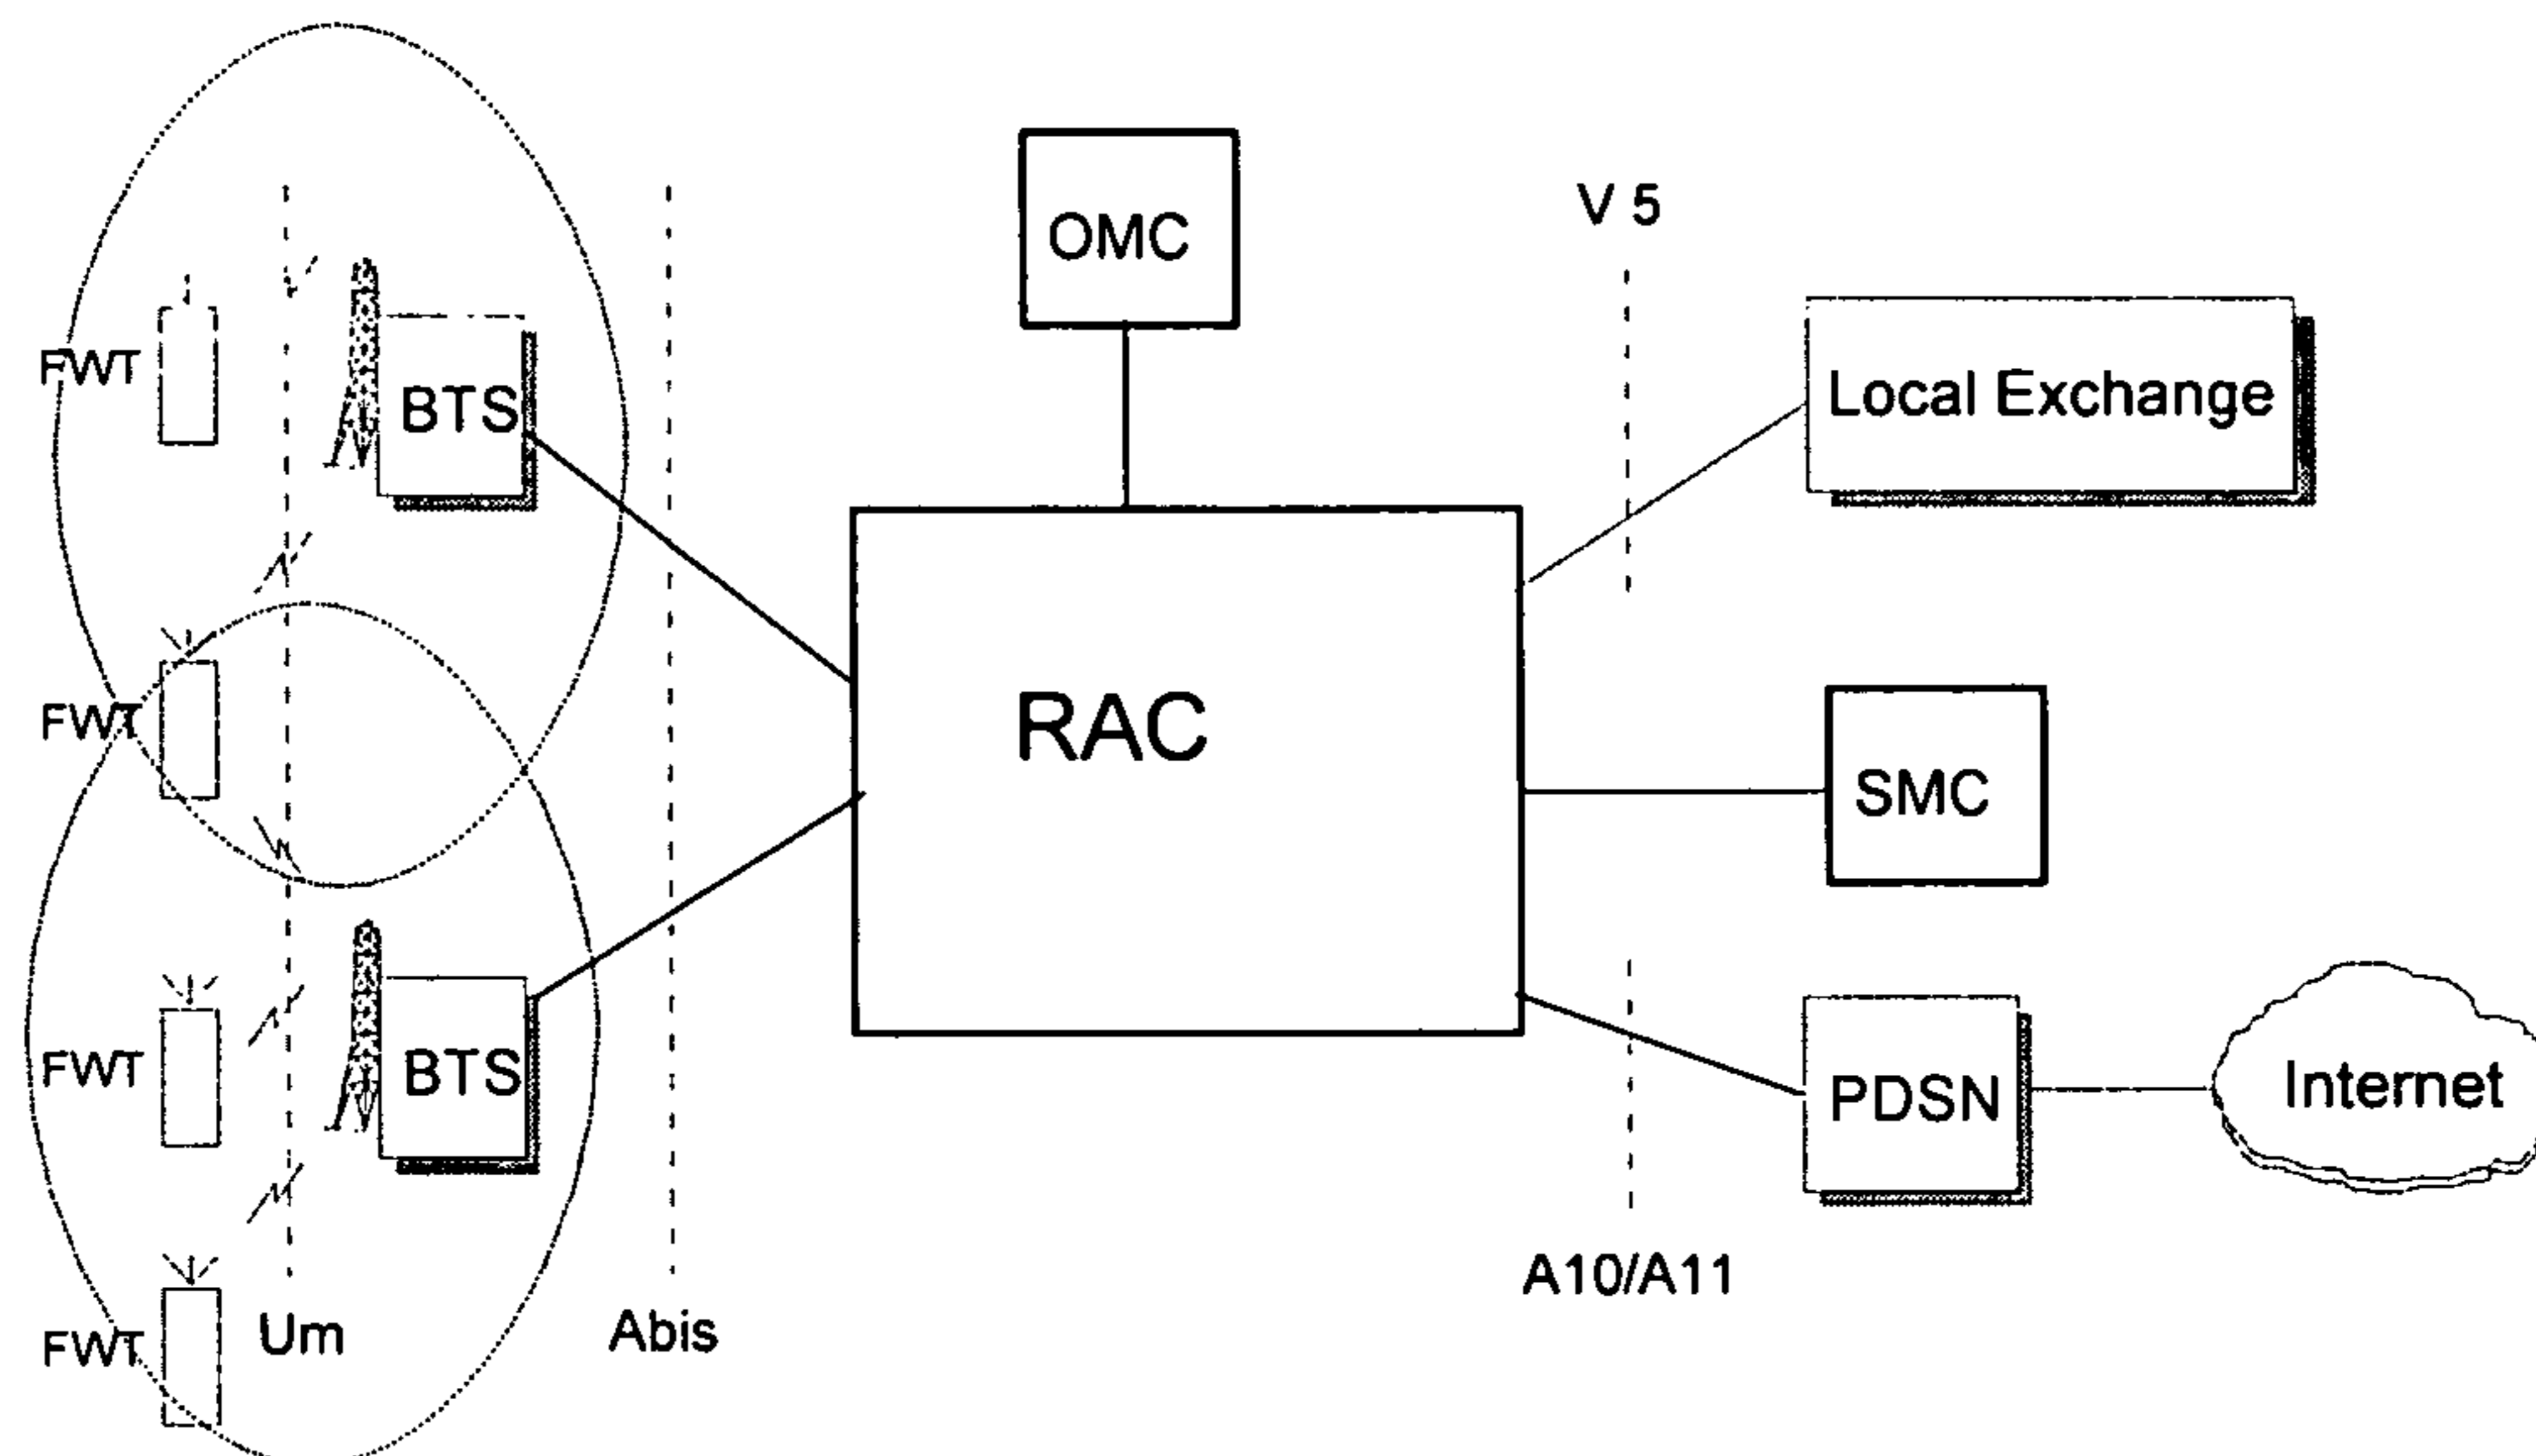 OMC
V 5
FWT
BTS
Local Exchange
FWT
RAC
SMC
FWT
BTS
PDSN
Internet
A10/A11
FWT
Um
Abis